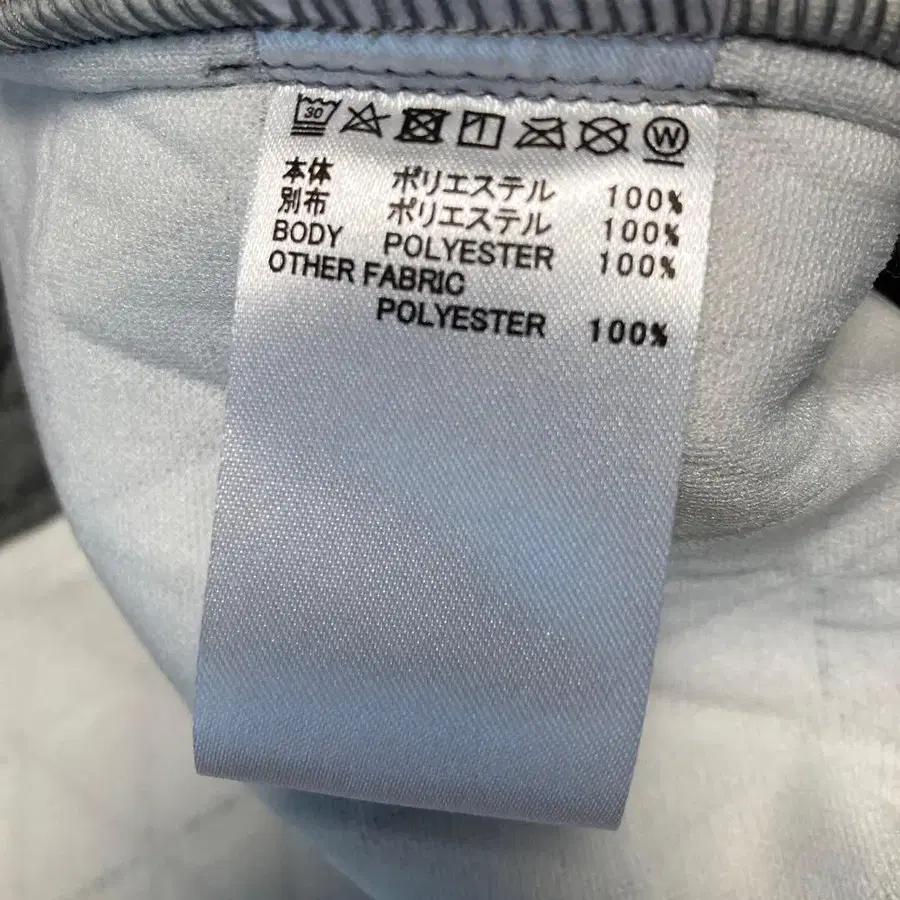 30 W
本体 ポリエステル 100%
別布 ポリエステル 100%
BODY POLYESTER 100%
OTHER FABRIC
POLYESTER 100%